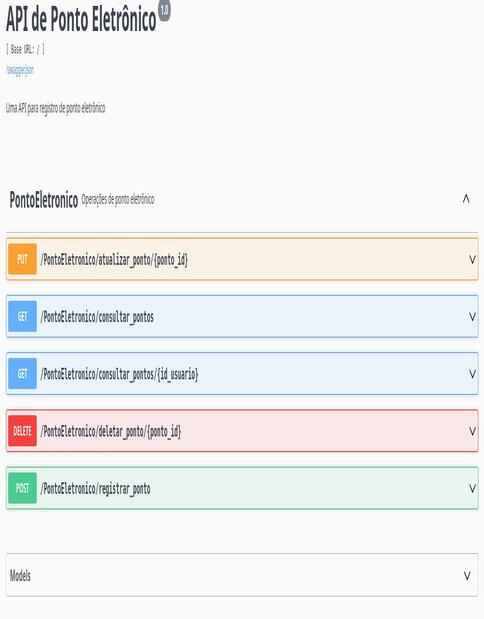 API de Ponto Eletrônico 1.0
[ Base URL: / ]
/swagger.json
Uma API para registro de ponto eletrônico
PontoEletronico Operações de ponto eletrônico
PUT /PontoEletronico/atualizar_ponto/{ponto_id}
GET /PontoEletronico/consultar_pontos
GET /PontoEletronico/consultar_pontos/{id_usuario}
DELETE /PontoEletronico/deletar_ponto/{ponto_id}
POST /PontoEletronico/registrar_ponto
Models